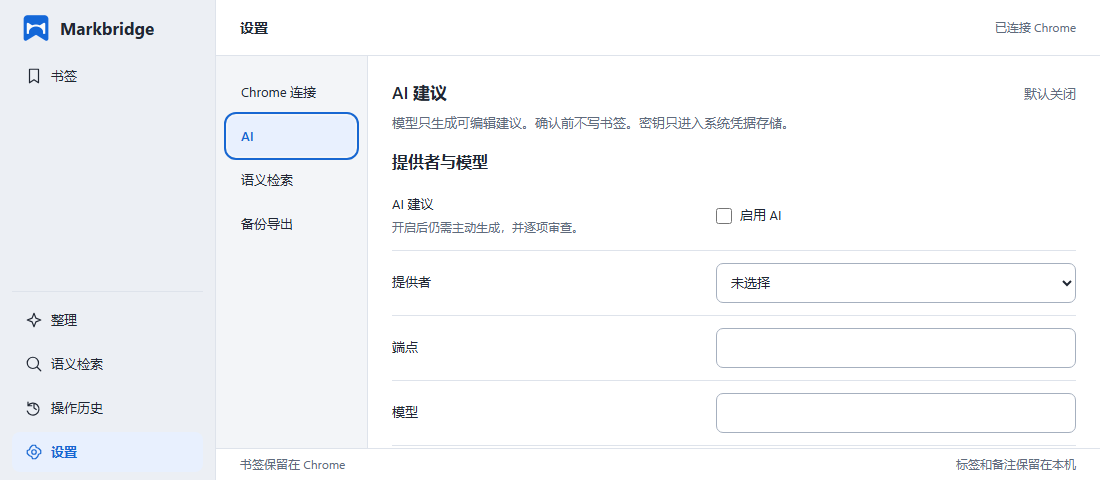 Markbridge
书签
整理
语义检索
操作历史
设置
设置
已连接 Chrome
Chrome 连接
AI
语义检索
备份导出
AI 建议
默认关闭
模型只生成可编辑建议。确认前不写书签。密钥只进入系统凭据存储。
提供者与模型
AI 建议
开启后仍需主动生成，并逐项审查。
启用 AI
提供者
未选择
端点
模型
书签保留在 Chrome
标签和备注保留在本机